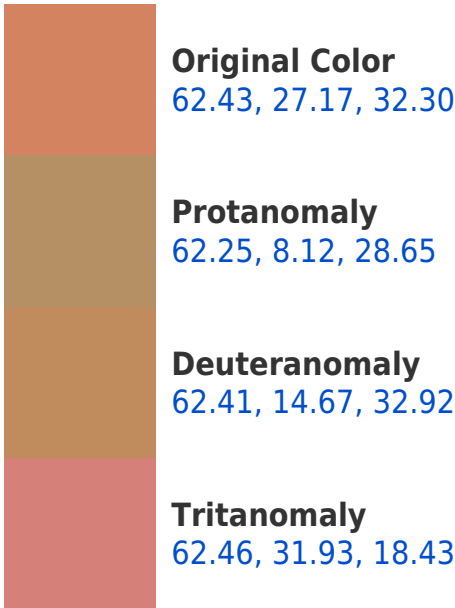 Original Color
62.43, 27.17, 32.30
Protanomaly
62.25, 8.12, 28.65
Deuteranomaly
62.41, 14.67, 32.92
Tritanomaly
62.46, 31.93, 18.43